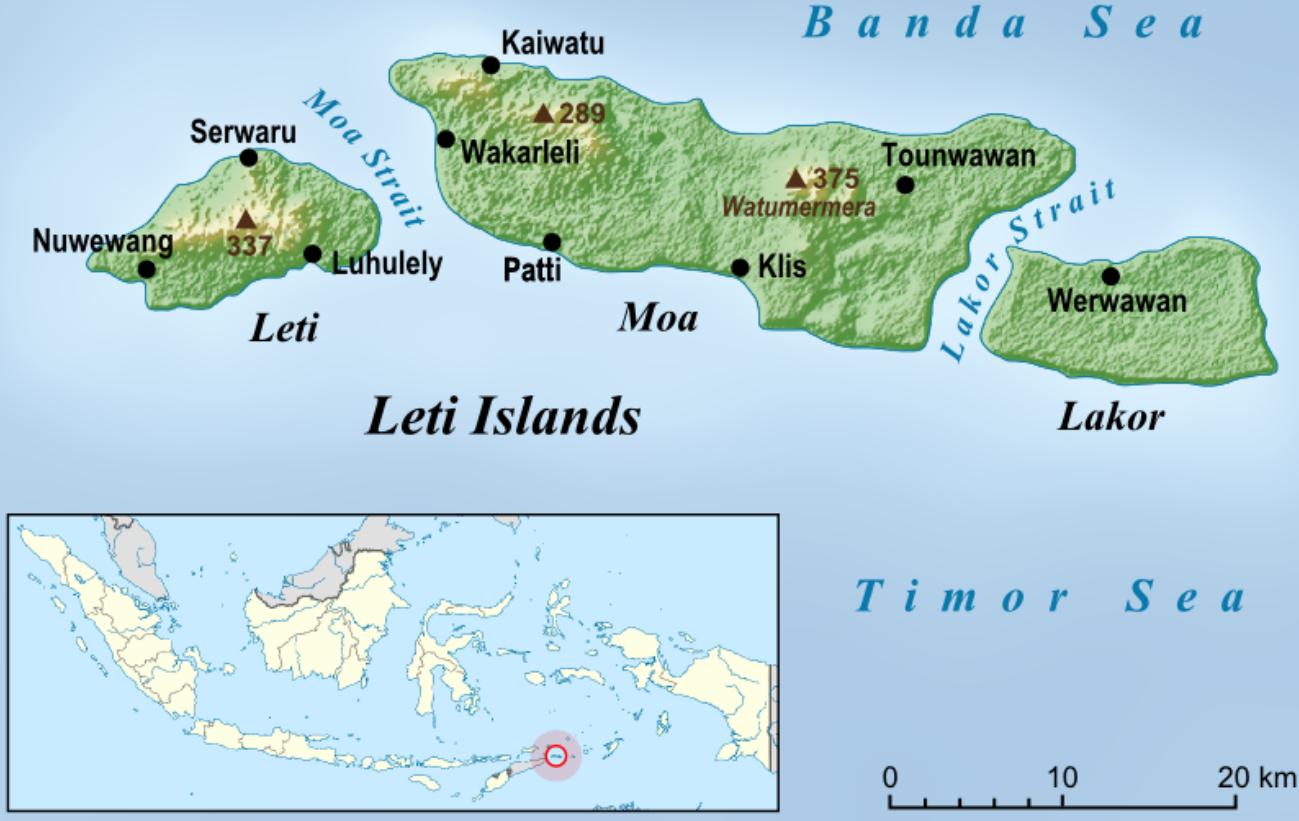 Banda Sea
Kaiwatu
Moa Strait
289
Serwaru
Wakarleli
Tounwawan
375
Watumermera
Lakor Strait
Nuwewang
337
Luhulely
Patti
Klis
Werwawan
Leti
Moa
Lakor
Leti Islands
Timor Sea
0 10 20 km